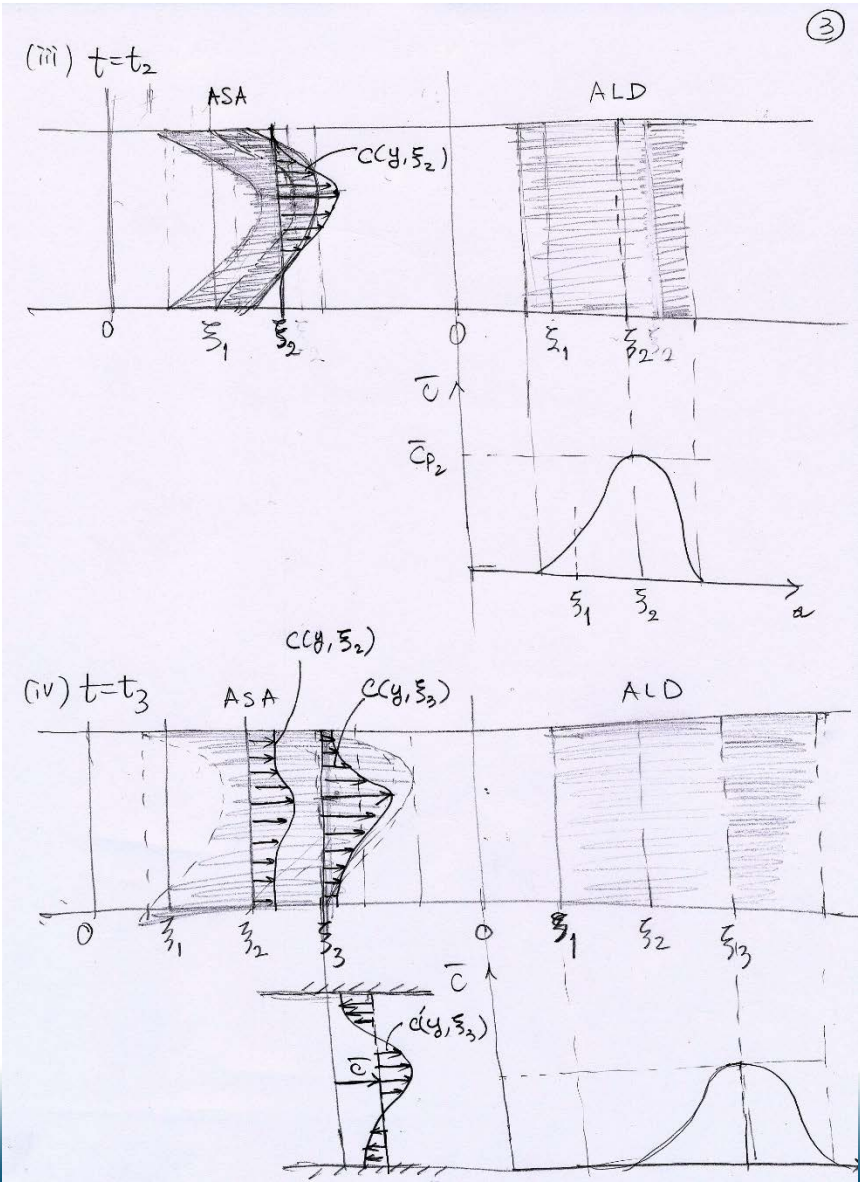 ③
(iii) t=t₂
ASA
ALD
C(y,ξ₂)
0 ξ₁ ξ₂
0 ξ₁ ξ₂ ξ₂
C̅
C̅p₂
ξ₁ ξ₂ x
C(y,ξ₂)
(iv) t=t₃
ASA
C(y,ξ₃)
ALD
0 ξ₁ ξ₂ ξ₃
0 ξ₁ ξ₂ ξ₃
C̅
c'(y,ξ₃)
C̅